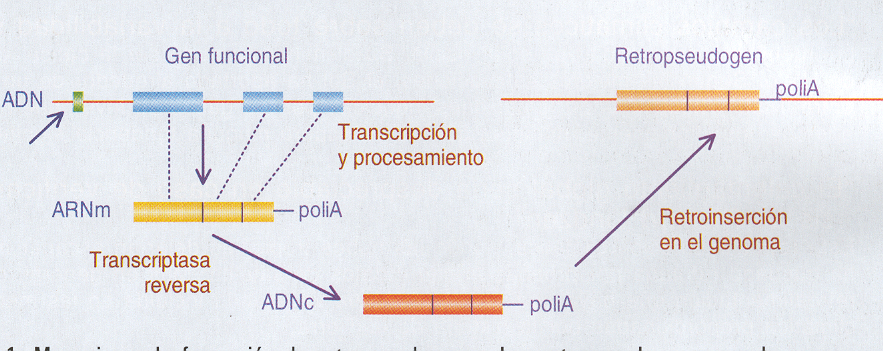 Gen funcional
Retropseudogen
ADN
poliA
Transcripción
y procesamiento
ARNm
poliA
Retroinserción
en el genoma
Transcriptasa
reversa
ADNc
poliA